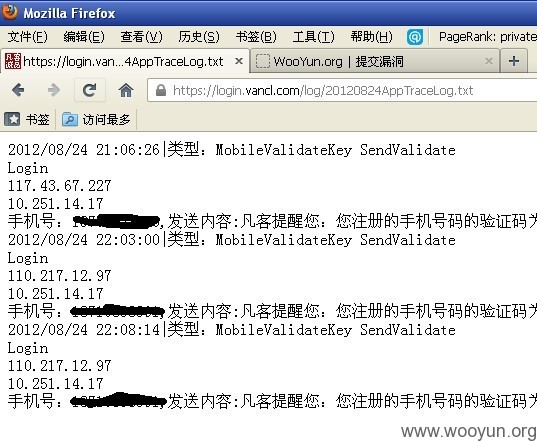 Mozilla Firefox
文件(F) 编辑(E) 查看(V) 历史(S) 书签(B) 工具(T) 帮助(H) @ PageRank: private
https://login.van...4AppTraceLog.txt × WooYun.org | 提交漏洞 × +
https://login.vancl.com/log/20120824AppTraceLog.txt
书签 访问最多
2012/08/24 21:06:26|类型：MobileValidateKey SendValidate
Login
117.43.67.227
10.251.14.17
手机号：,发送内容:凡客提醒您：您注册的手机号码的验证码为
2012/08/24 22:03:00|类型：MobileValidateKey SendValidate
Login
110.217.12.97
10.251.14.17
手机号：,发送内容:凡客提醒您：您注册的手机号码的验证码为
2012/08/24 22:08:14|类型：MobileValidateKey SendValidate
Login
110.217.12.97
10.251.14.17
手机号：,发送内容:凡客提醒您：您注册的手机号码的验证码为
www.wooyun.org